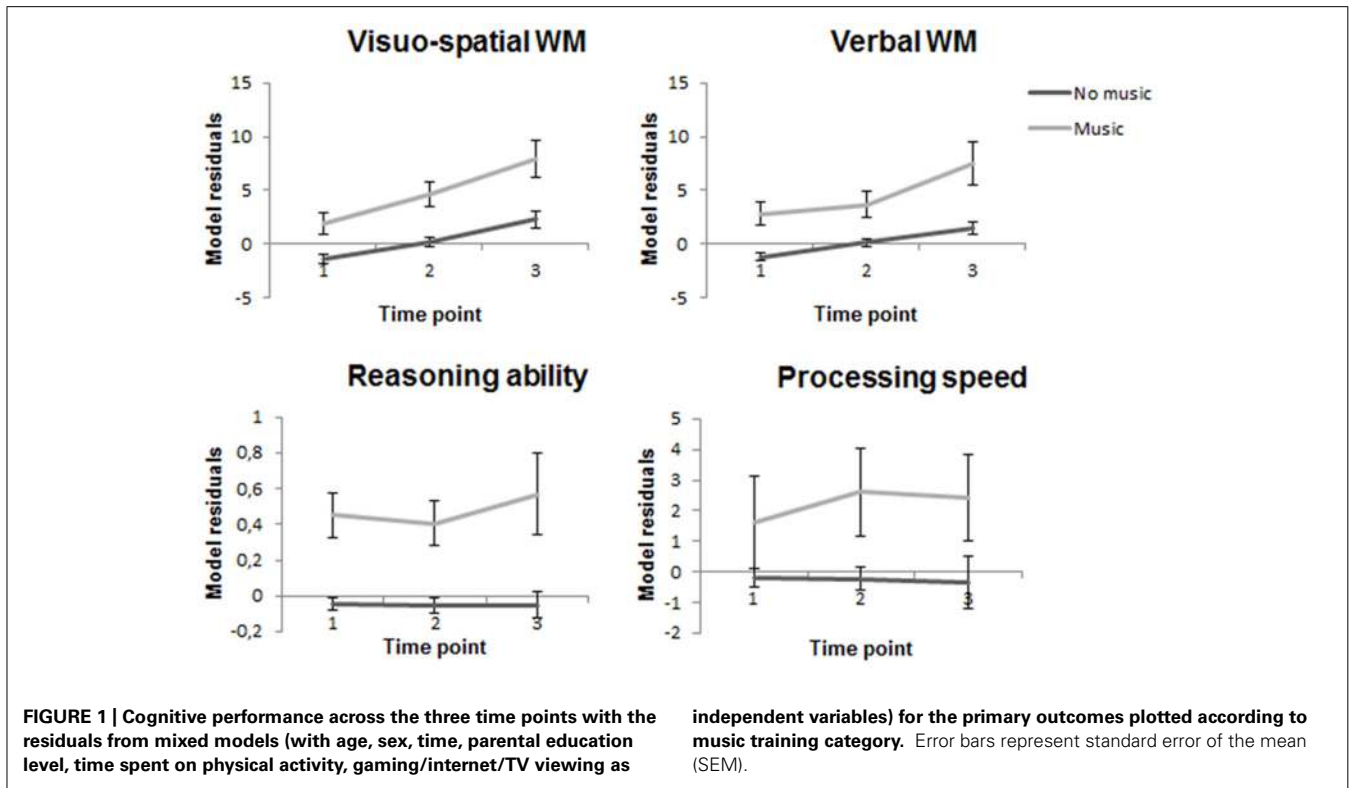 Visuo-spatial WM
15
10
5
0
-5
Model residuals
1
2
3
Time point
Verbal WM
15
10
5
0
-5
Model residuals
1
2
3
Time point
No music
Music
Reasoning ability
1
0,8
0,6
0,4
0,2
0
-0,2
Model residuals
1
2
3
Time point
Processing speed
5
4
3
2
1
0
-1
-2
Model residuals
1
2
3
Time point
FIGURE 1 | Cognitive performance across the three time points with the
residuals from mixed models (with age, sex, time, parental education
level, time spent on physical activity, gaming/internet/TV viewing as
independent variables) for the primary outcomes plotted according to
music training category. Error bars represent standard error of the mean
(SEM).